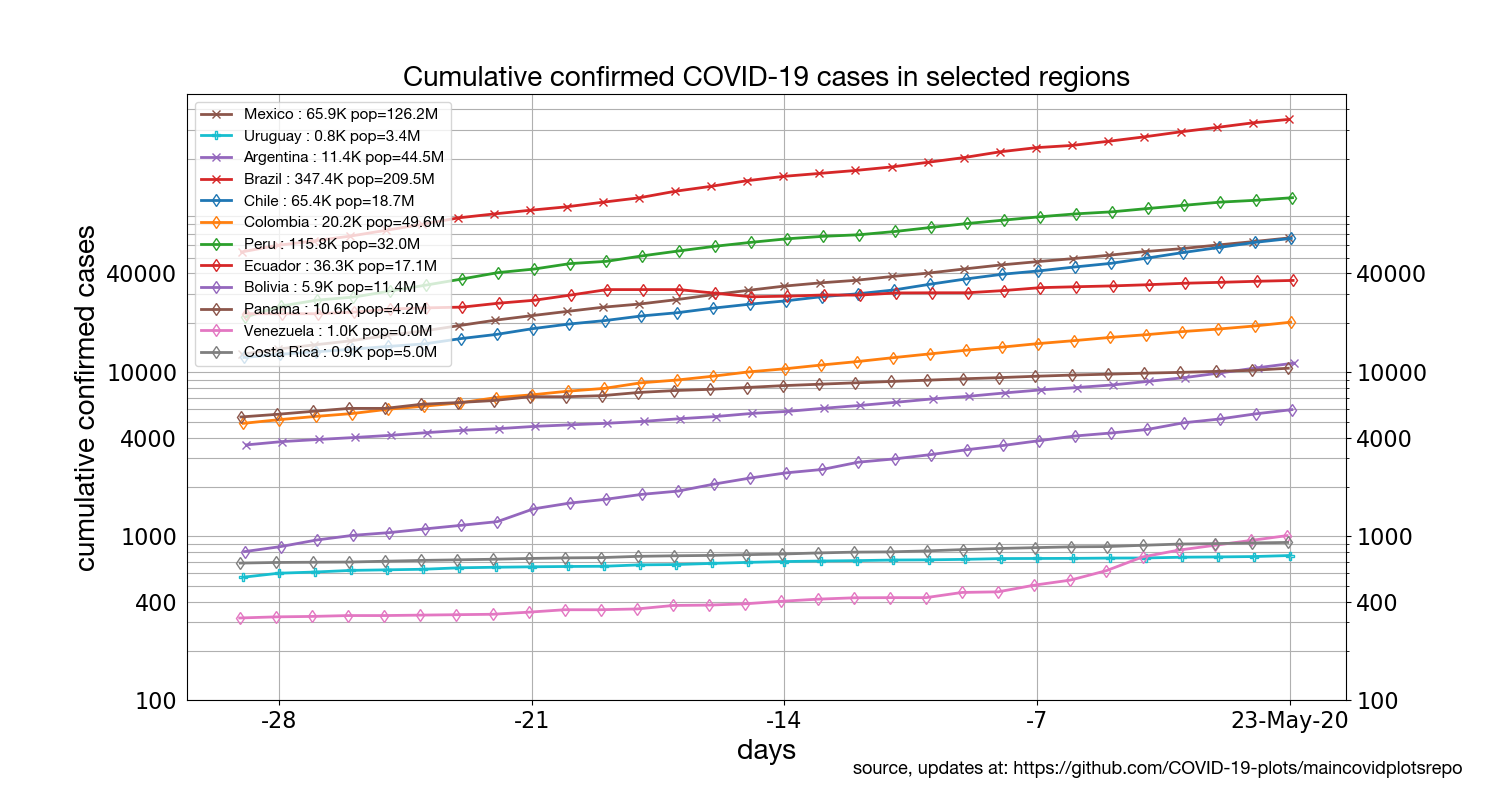 Cumulative confirmed COVID-19 cases in selected regions
Mexico : 65.9K pop=126.2M
Uruguay : 0.8K pop=3.4M
Argentina : 11.4K pop=44.5M
Brazil : 347.4K pop=209.5M
Chile : 65.4K pop=18.7M
Colombia : 20.2K pop=49.6M
Peru : 115.8K pop=32.0M
Ecuador : 36.3K pop=17.1M
Bolivia : 5.9K pop=11.4M
Panama : 10.6K pop=4.2M
Venezuela : 1.0K pop=0.0M
Costa Rica : 0.9K pop=5.0M
cumulative confirmed cases
40000
10000
4000
1000
400
100
40000
10000
4000
1000
400
100
-28 -21 -14 -7 23-May-20
days
source, updates at: https://github.com/COVID-19-plots/maincovidplotsrepo